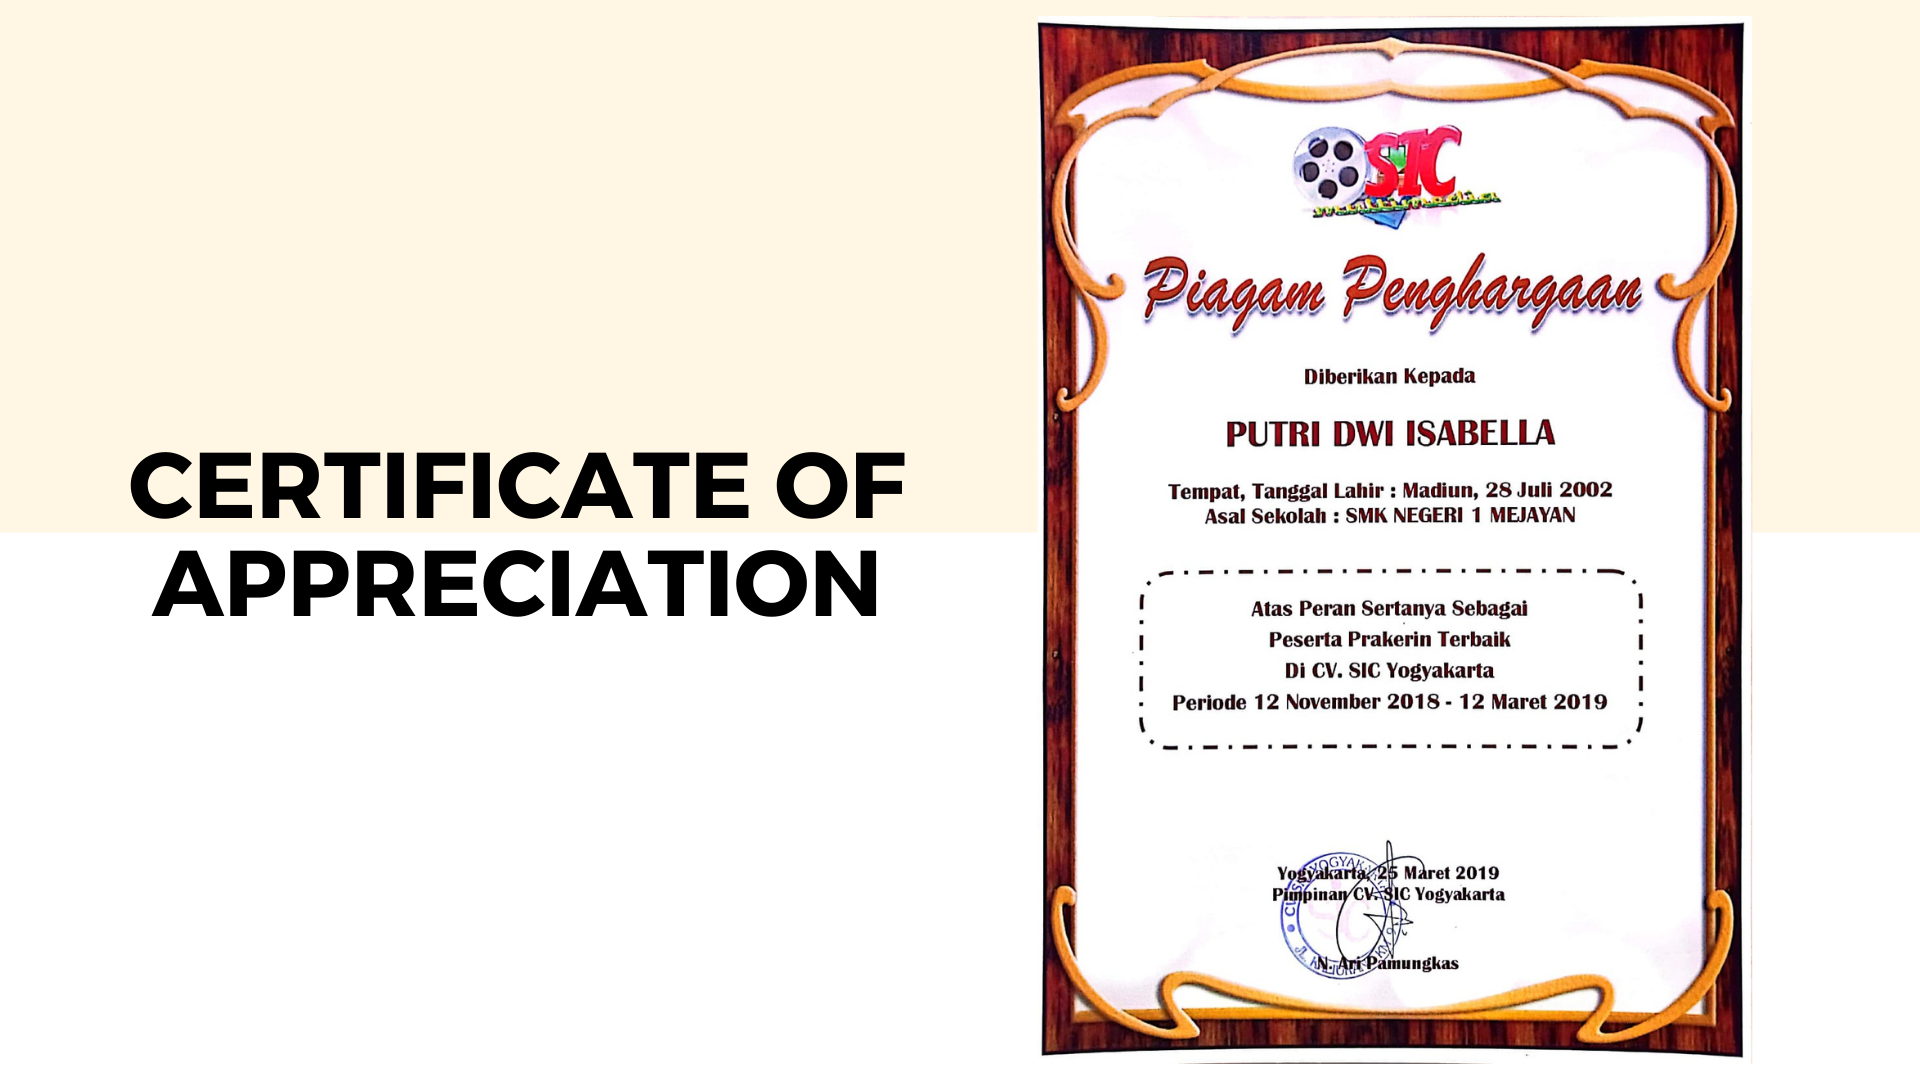 CERTIFICATE OF
APPRECIATION
SIC
multimedia
Piagam Penghargaan
Diberikan Kepada
PUTRI DWI ISABELLA
Tempat, Tanggal Lahir : Madiun, 28 Juli 2002
Asal Sekolah : SMK NEGERI 1 MEJAYAN
Atas Peran Sertanya Sebagai
Peserta Prakerin Terbaik
Di CV. SIC Yogyakarta
Periode 12 November 2018 - 12 Maret 2019
Yogyakarta, 25 Maret 2019
Pimpinan CV. SIC Yogyakarta
N. Ari Pamungkas